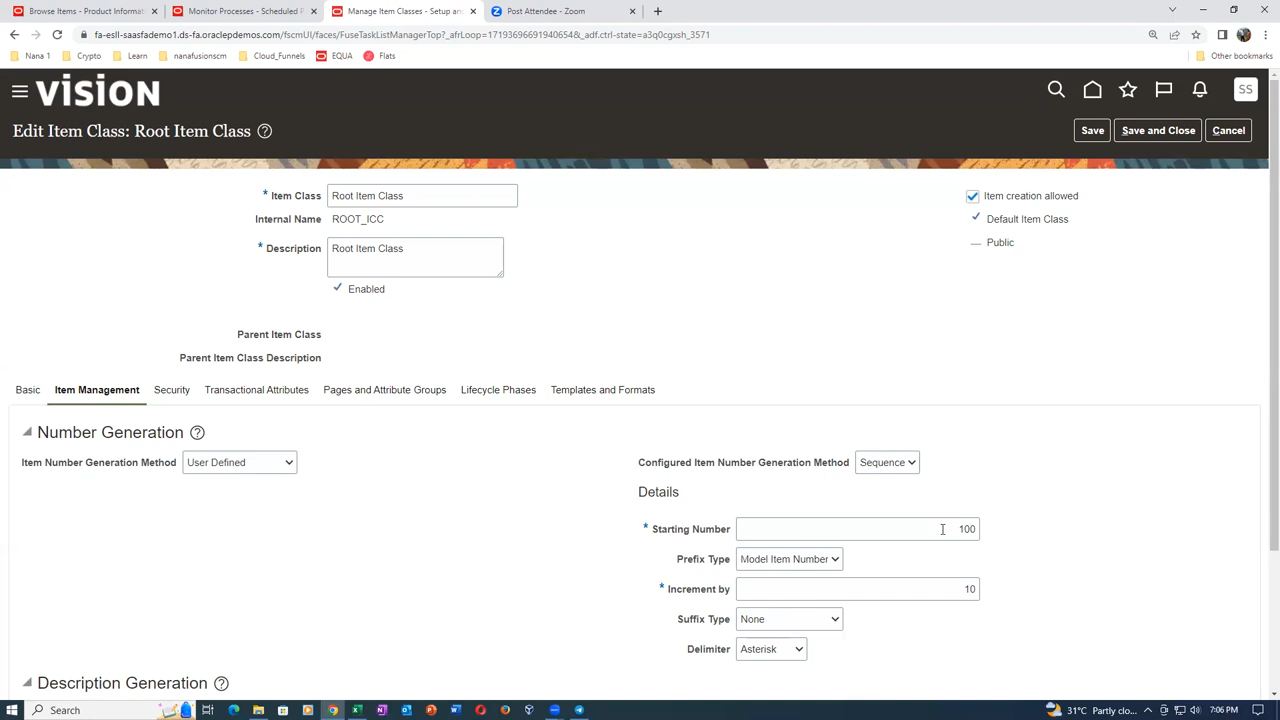 Browse Items - Product Informa
Monitor Processes - Scheduled P
Manage Item Classes - Setup an
Post Attendee - Zoom
fa-esll-saasfademo1.ds-fa.oraclepdemos.com/fscmUI/faces/FuseTaskListManagerTop?_afrLoop=17193696691940654&_adf.ctrl-state=a3q0cgxsh_3571
Nana 1
Crypto
Learn
nanafusionscm
Cloud_Funnels
EQUA
Flats
Other bookmarks
VISION
SS
Edit Item Class: Root Item Class
Save
Save and Close
Cancel
* Item Class
Root Item Class
Item creation allowed
Internal Name
ROOT_ICC
Default Item Class
* Description
Root Item Class
Public
Enabled
Parent Item Class
Parent Item Class Description
Basic
Item Management
Security
Transactional Attributes
Pages and Attribute Groups
Lifecycle Phases
Templates and Formats
Number Generation
Item Number Generation Method
User Defined
Configured Item Number Generation Method
Sequence
Details
* Starting Number
100
Prefix Type
Model Item Number
* Increment by
10
Suffix Type
None
Delimiter
Asterisk
Description Generation
Search
31°C Partly clo...
7:06 PM